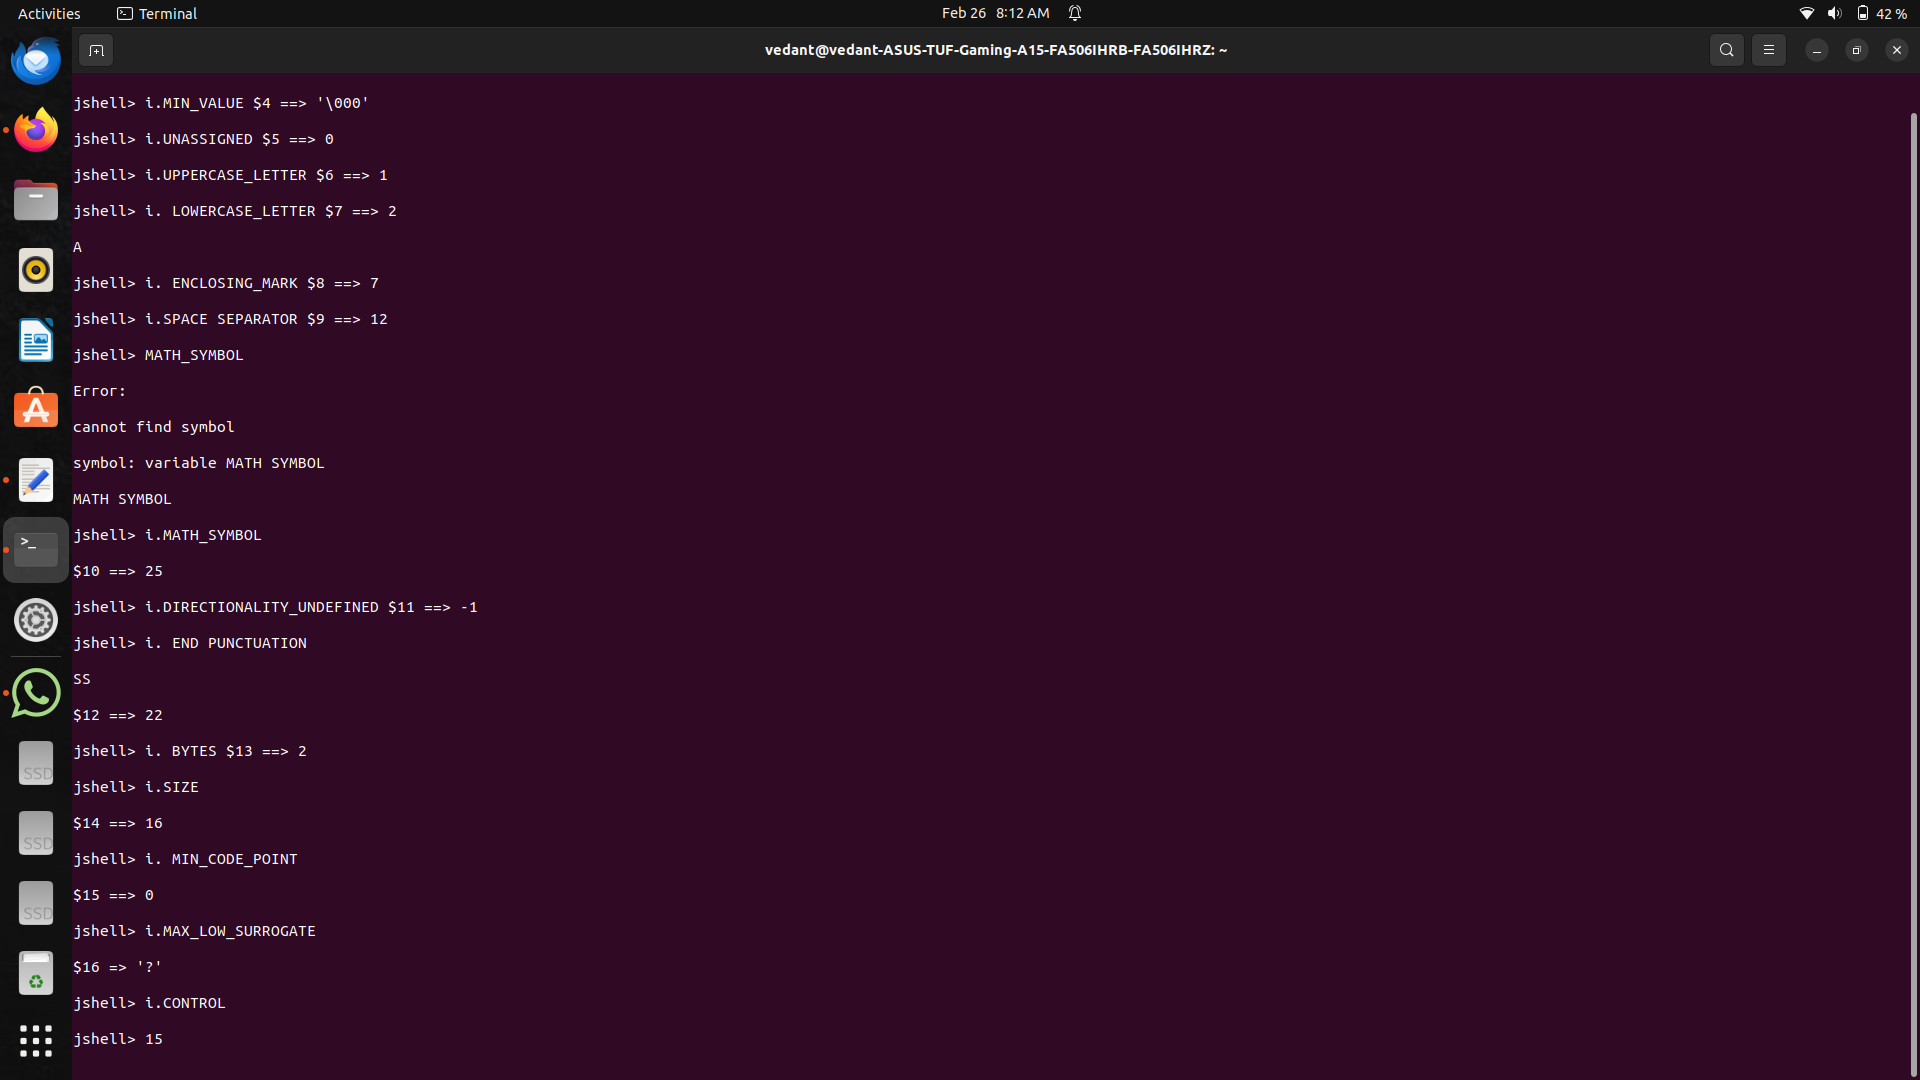 Activities
Terminal
Feb 26 8:12 AM
42 %
vedant@vedant-ASUS-TUF-Gaming-A15-FA506IHRB-FA506IHRZ: ~
jshell> i.MIN_VALUE $4 ==> '\000'
jshell> i.UNASSIGNED $5 ==> 0
jshell> i.UPPERCASE_LETTER $6 ==> 1
jshell> i. LOWERCASE_LETTER $7 ==> 2
A
jshell> i. ENCLOSING_MARK $8 ==> 7
jshell> i.SPACE SEPARATOR $9 ==> 12
jshell> MATH_SYMBOL
Error:
cannot find symbol
symbol: variable MATH SYMBOL
MATH SYMBOL
jshell> i.MATH_SYMBOL
$10 ==> 25
jshell> i.DIRECTIONALITY_UNDEFINED $11 ==> -1
jshell> i. END PUNCTUATION
SS
$12 ==> 22
jshell> i. BYTES $13 ==> 2
jshell> i.SIZE
$14 ==> 16
jshell> i. MIN_CODE_POINT
$15 ==> 0
jshell> i.MAX_LOW_SURROGATE
$16 => '?'
jshell> i.CONTROL
jshell> 15
SSD
SSD
SSD